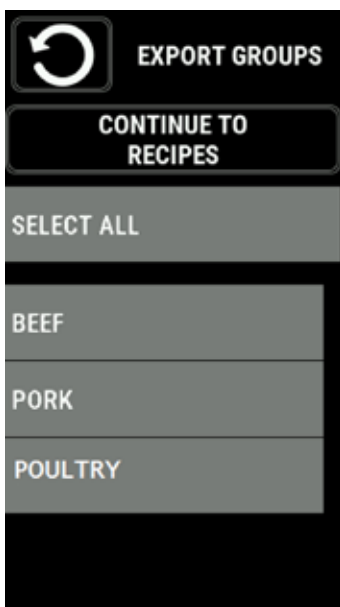 EXPORT GROUPS
CONTINUE TO
RECIPES
SELECT ALL
BEEF
PORK
POULTRY